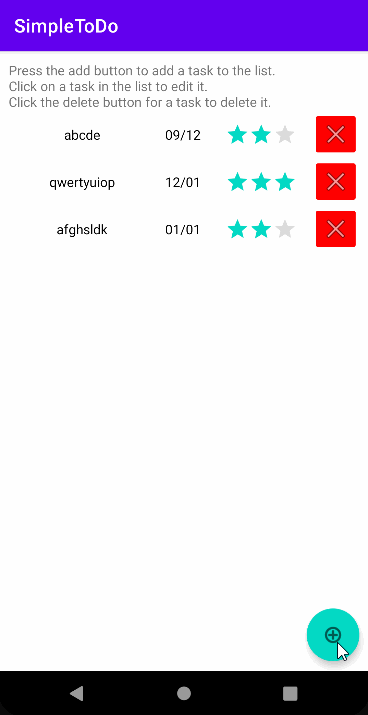 SimpleToDo
Press the add button to add a task to the list.
Click on a task in the list to edit it.
Click the delete button for a task to delete it.
abcde 09/12
qwertyuiop 12/01
afghsldk 01/01